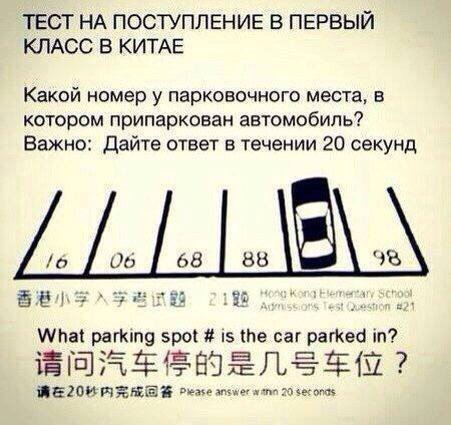 ТЕСТ НА ПОСТУПЛЕНИЕ В ПЕРВЫЙ
КЛАСС В КИТАЕ
Какой номер у парковочного места, в
котором припаркован автомобиль?
Важно: Дайте ответ в течении 20 секунд
16 06 68 88 98
香港小学入学考试题 21题 Hong Kong Elementary School
Admissions Test Question #21
What parking spot # is the car parked in?
请问汽车停的是几号车位？
请在20秒内完成回答 Please answer within 20 seconds